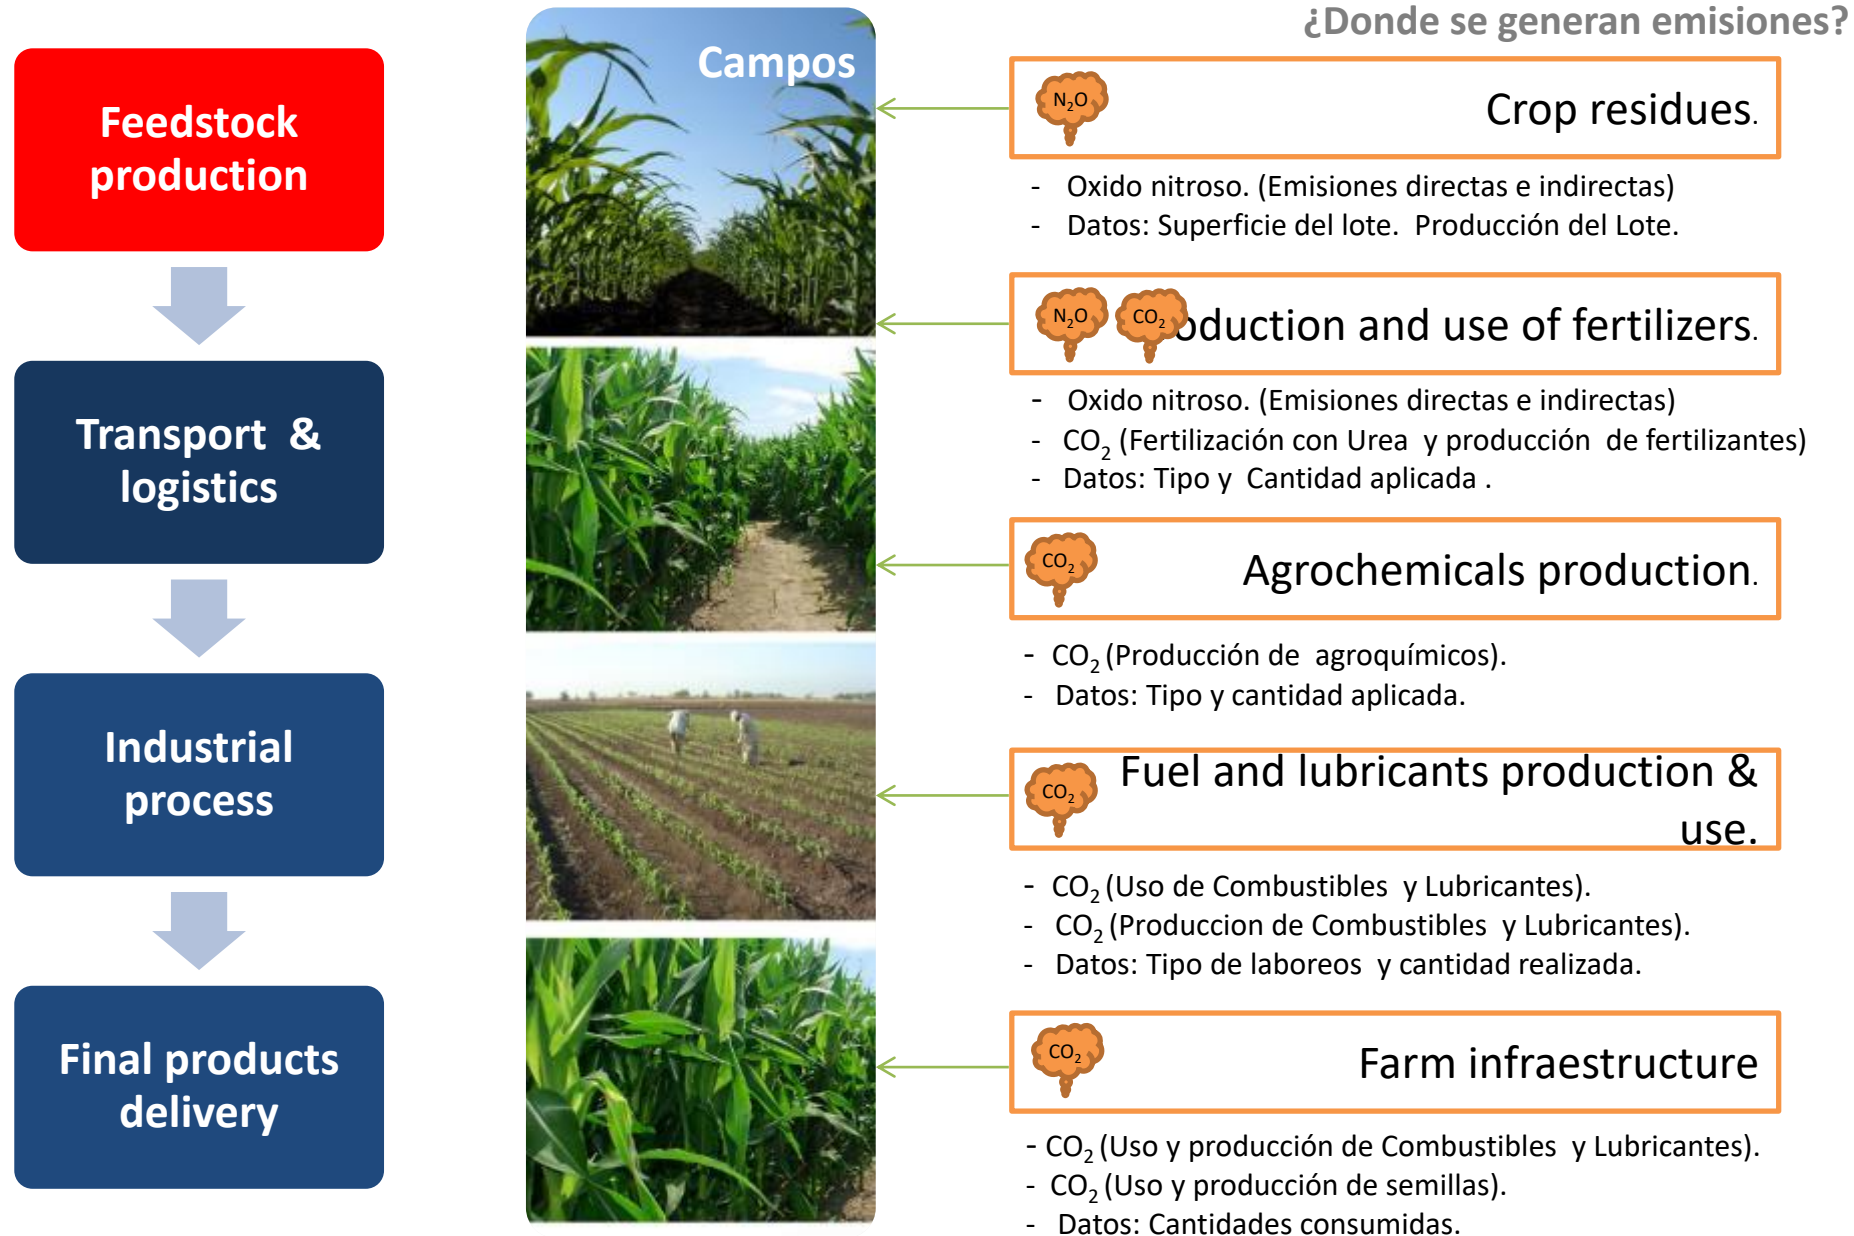 ¿Donde se generan emisiones?
Feedstock
production
Transport &
logistics
Industrial
process
Final products
delivery
Campos
N₂O
Crop residues.
- Oxido nitroso. (Emisiones directas e indirectas)
- Datos: Superficie del lote. Producción del Lote.
N₂O CO₂ oduction and use of fertilizers.
- Oxido nitroso. (Emisiones directas e indirectas)
- CO₂ (Fertilización con Urea y producción de fertilizantes)
- Datos: Tipo y Cantidad aplicada .
CO₂
Agrochemicals production.
- CO₂ (Producción de agroquímicos).
- Datos: Tipo y cantidad aplicada.
CO₂
Fuel and lubricants production &
use.
- CO₂ (Uso de Combustibles y Lubricantes).
- CO₂ (Produccion de Combustibles y Lubricantes).
- Datos: Tipo de laboreos y cantidad realizada.
CO₂
Farm infraestructure
- CO₂ (Uso y producción de Combustibles y Lubricantes).
- CO₂ (Uso y producción de semillas).
- Datos: Cantidades consumidas.